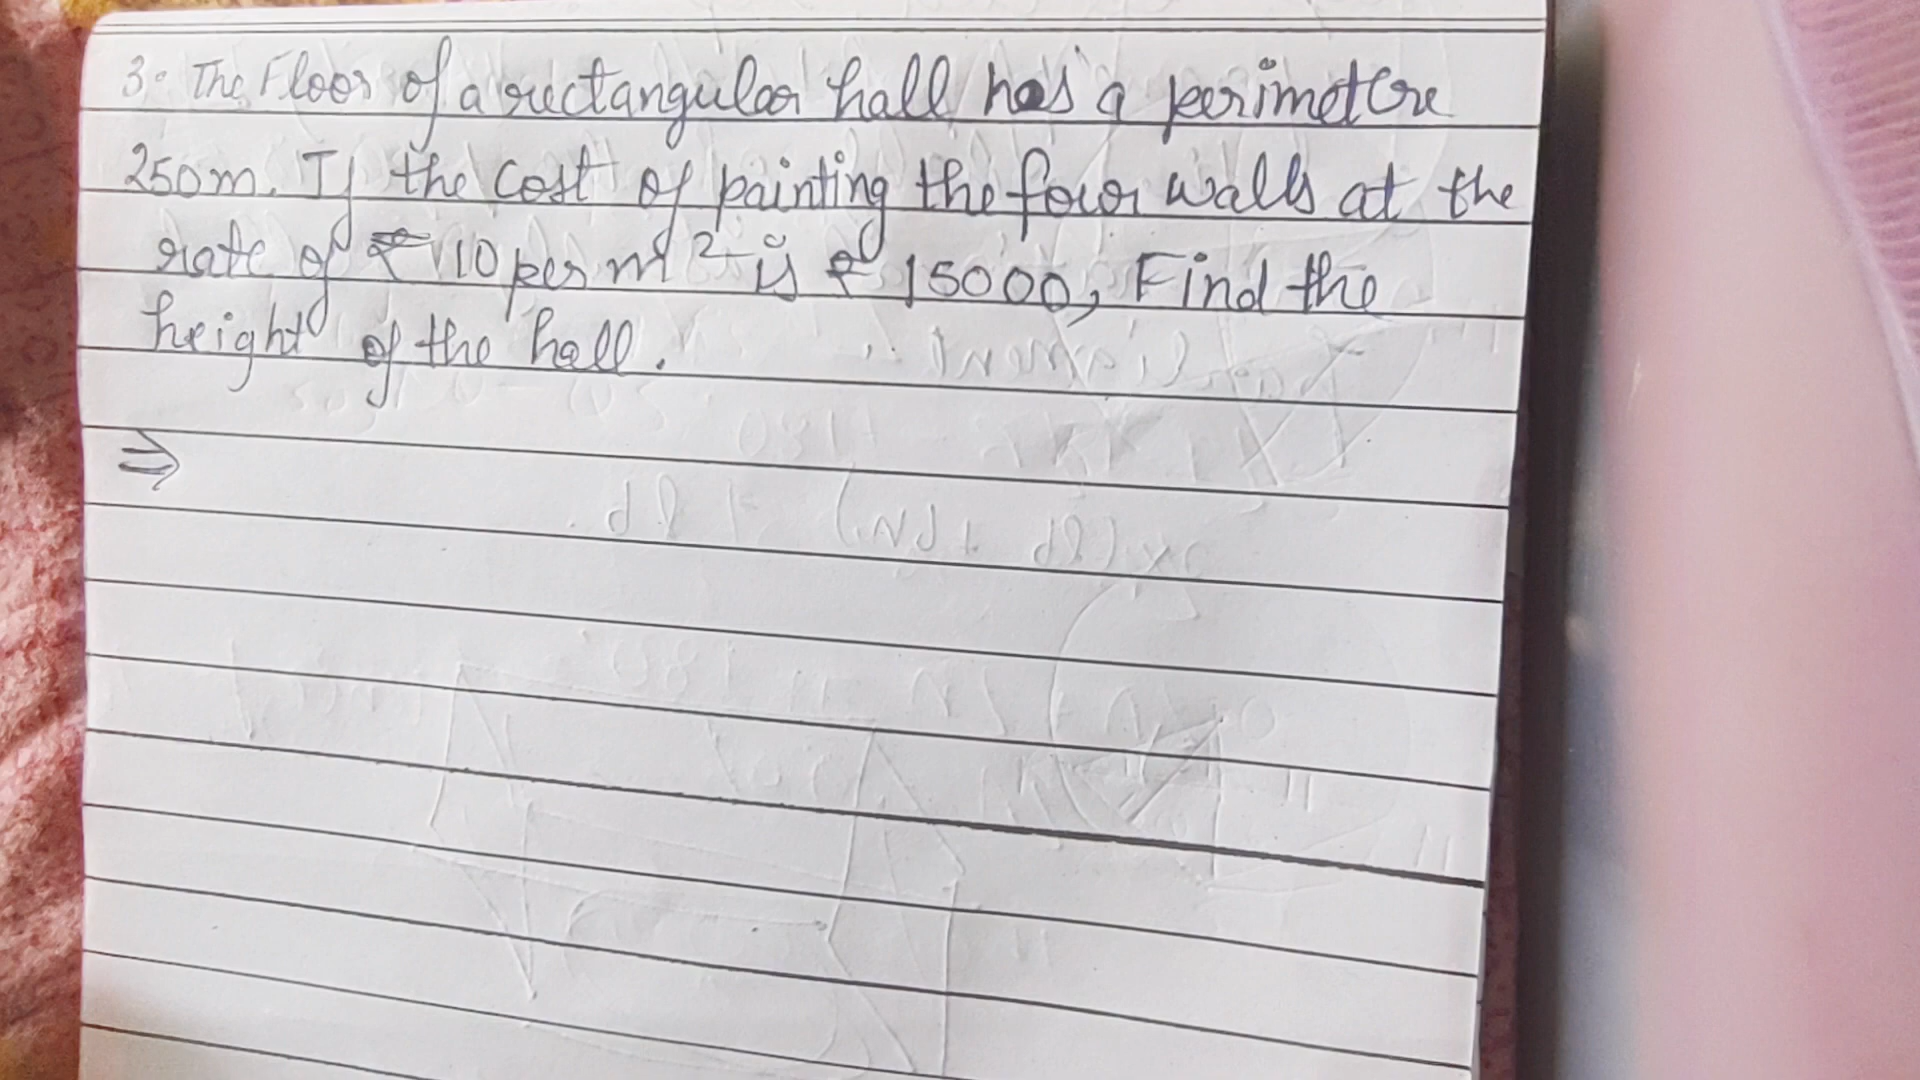 3. The Floor of a rectangular hall has a perimetere
250m. If the cost of painting the four walls at the
rate of ₹ 10 per m² is ₹ 15000, Find the
height of the hall.
⇒